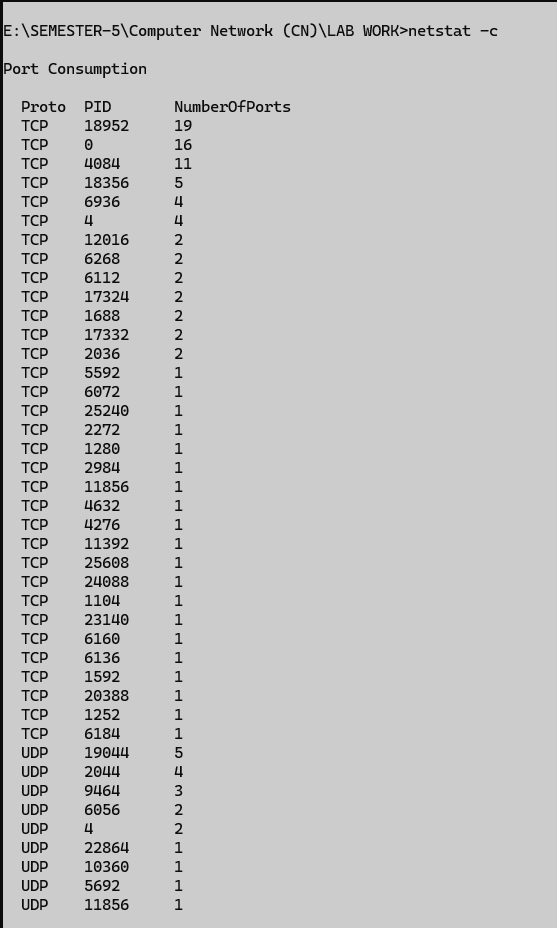 E:\SEMESTER-5\Computer Network (CN)\LAB WORK>netstat -c
Port Consumption
Proto PID NumberOfPorts
TCP 18952 19
TCP 0 16
TCP 4084 11
TCP 18356 5
TCP 6936 4
TCP 4 4
TCP 12016 2
TCP 6268 2
TCP 6112 2
TCP 17324 2
TCP 1688 2
TCP 17332 2
TCP 2036 2
TCP 5592 1
TCP 6072 1
TCP 25240 1
TCP 2272 1
TCP 1280 1
TCP 2984 1
TCP 11856 1
TCP 4632 1
TCP 4276 1
TCP 11392 1
TCP 25608 1
TCP 24088 1
TCP 1104 1
TCP 23140 1
TCP 6160 1
TCP 6136 1
TCP 1592 1
TCP 20388 1
TCP 1252 1
TCP 6184 1
UDP 19044 5
UDP 2044 4
UDP 9464 3
UDP 6056 2
UDP 4 2
UDP 22864 1
UDP 10360 1
UDP 5692 1
UDP 11856 1